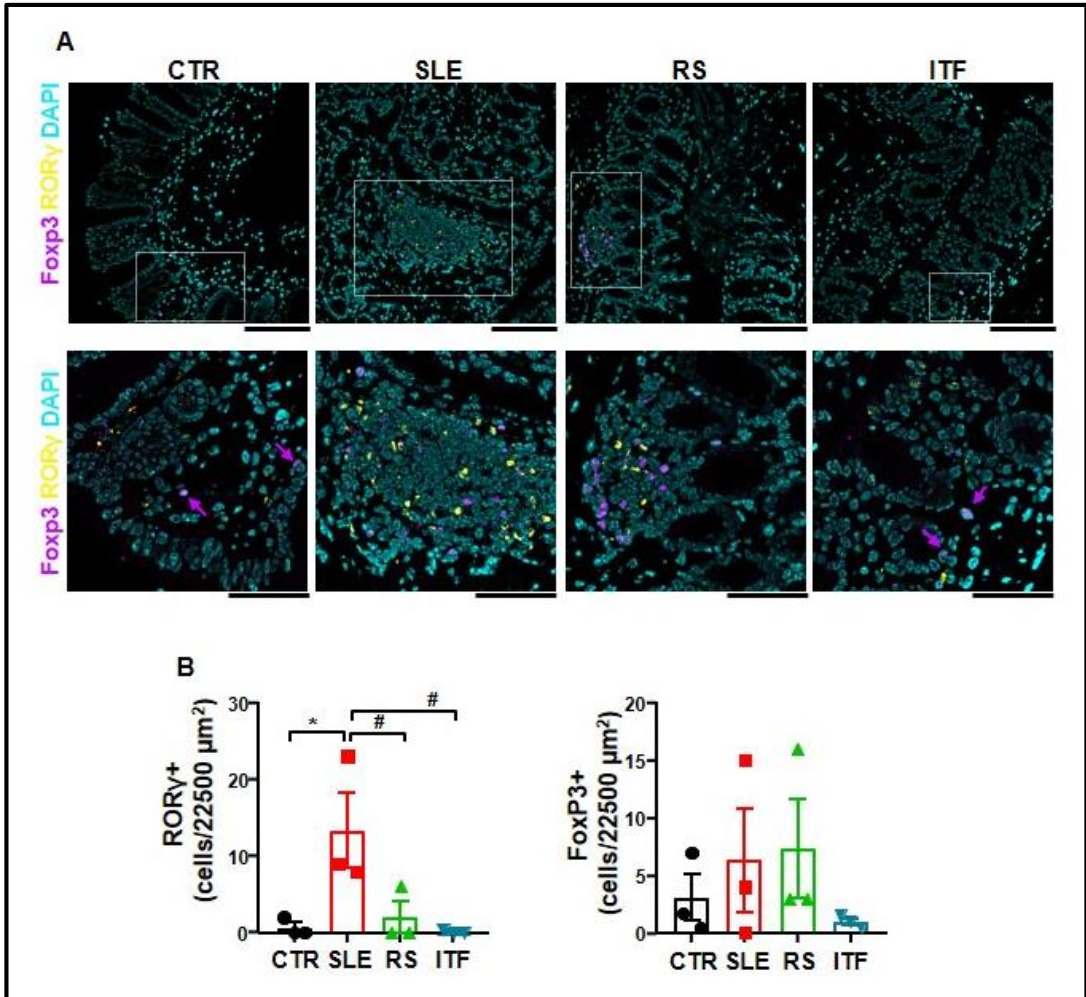 A
CTR SLE RS ITF
Foxp3 RORγ DAPI
Foxp3 RORγ DAPI
B
RORγ+
(cells/22500 µm²)
30
20
10
0
* # #
CTR SLE RS ITF
FoxP3+
(cells/22500 µm²)
20
15
10
5
0
CTR SLE RS ITF